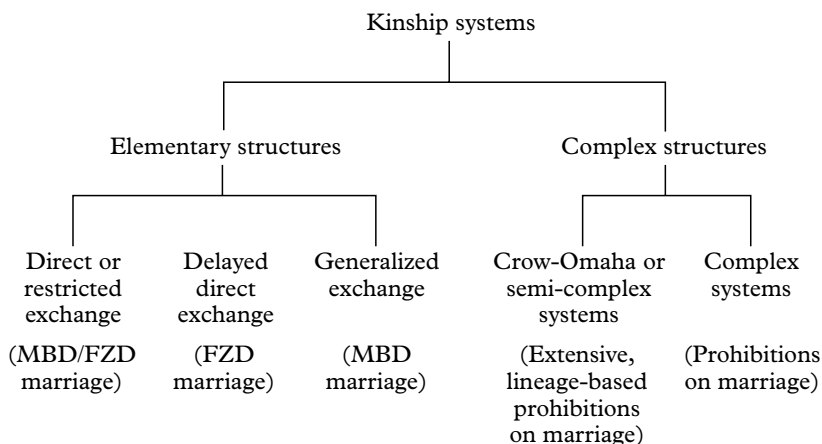 Kinship systems
Elementary structures
Complex structures
Direct or
restricted
exchange
(MBD/FZD
marriage)
Delayed
direct
exchange
(FZD
marriage)
Generalized
exchange
(MBD
marriage)
Crow-Omaha or
semi-complex
systems
(Extensive,
lineage-based
prohibitions
on marriage)
Complex
systems
(Prohibitions
on marriage)